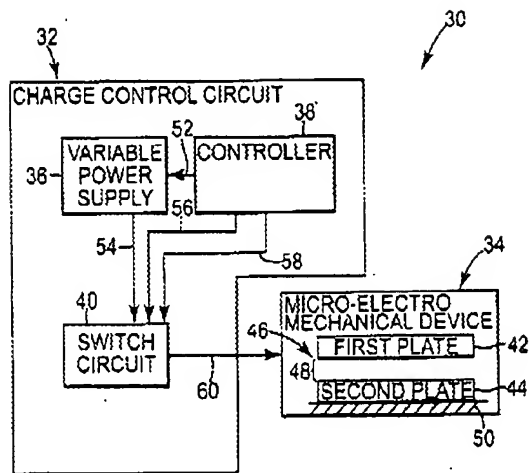 32
30
CHARGE CONTROL CIRCUIT
38
VARIABLE POWER SUPPLY
52
CONTROLLER
36
56
54
58
34
40
SWITCH CIRCUIT
60
MICRO-ELECTRO
MECHANICAL DEVICE
46
FIRST PLATE
42
48
SECOND PLATE
44
50